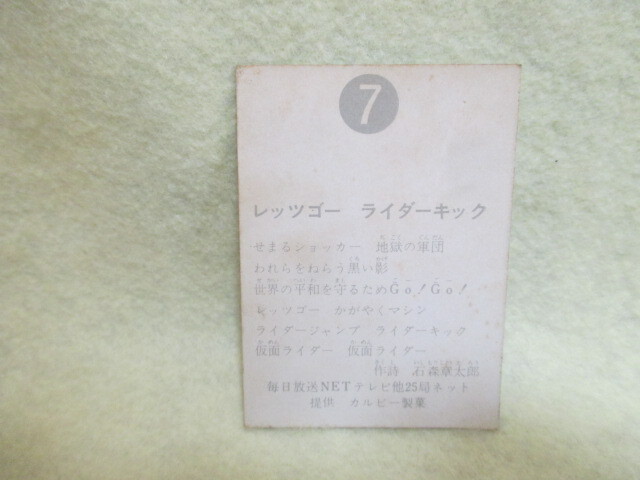 7
レッツゴー ライダーキック
せまるショッカー 地獄の軍団
われらをねらう黒い影
世界の平和を守るためGo!Go!
レッツゴー かがやくマシン
ライダージャンプ ライダーキック
仮面ライダー 仮面ライダー
作詩 石森章太郎
毎日放送NETテレビ他25局ネット
提供 カルビー製菓